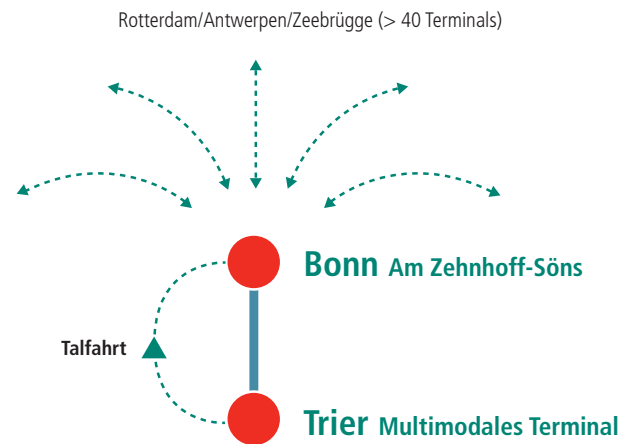 Rotterdam/Antwerpen/Zeebrügge (> 40 Terminals)
Bonn Am Zehnhoff-Söns
Talfahrt
Trier Multimodales Terminal